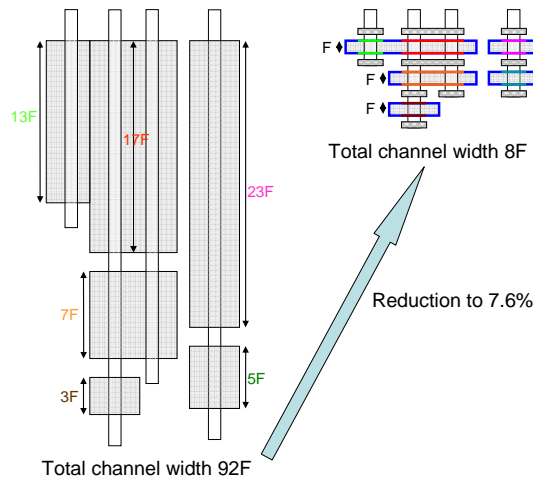 13F
17F
23F
7F
5F
3F
Total channel width 92F
F
F
F
Total channel width 8F
Reduction to 7.6%